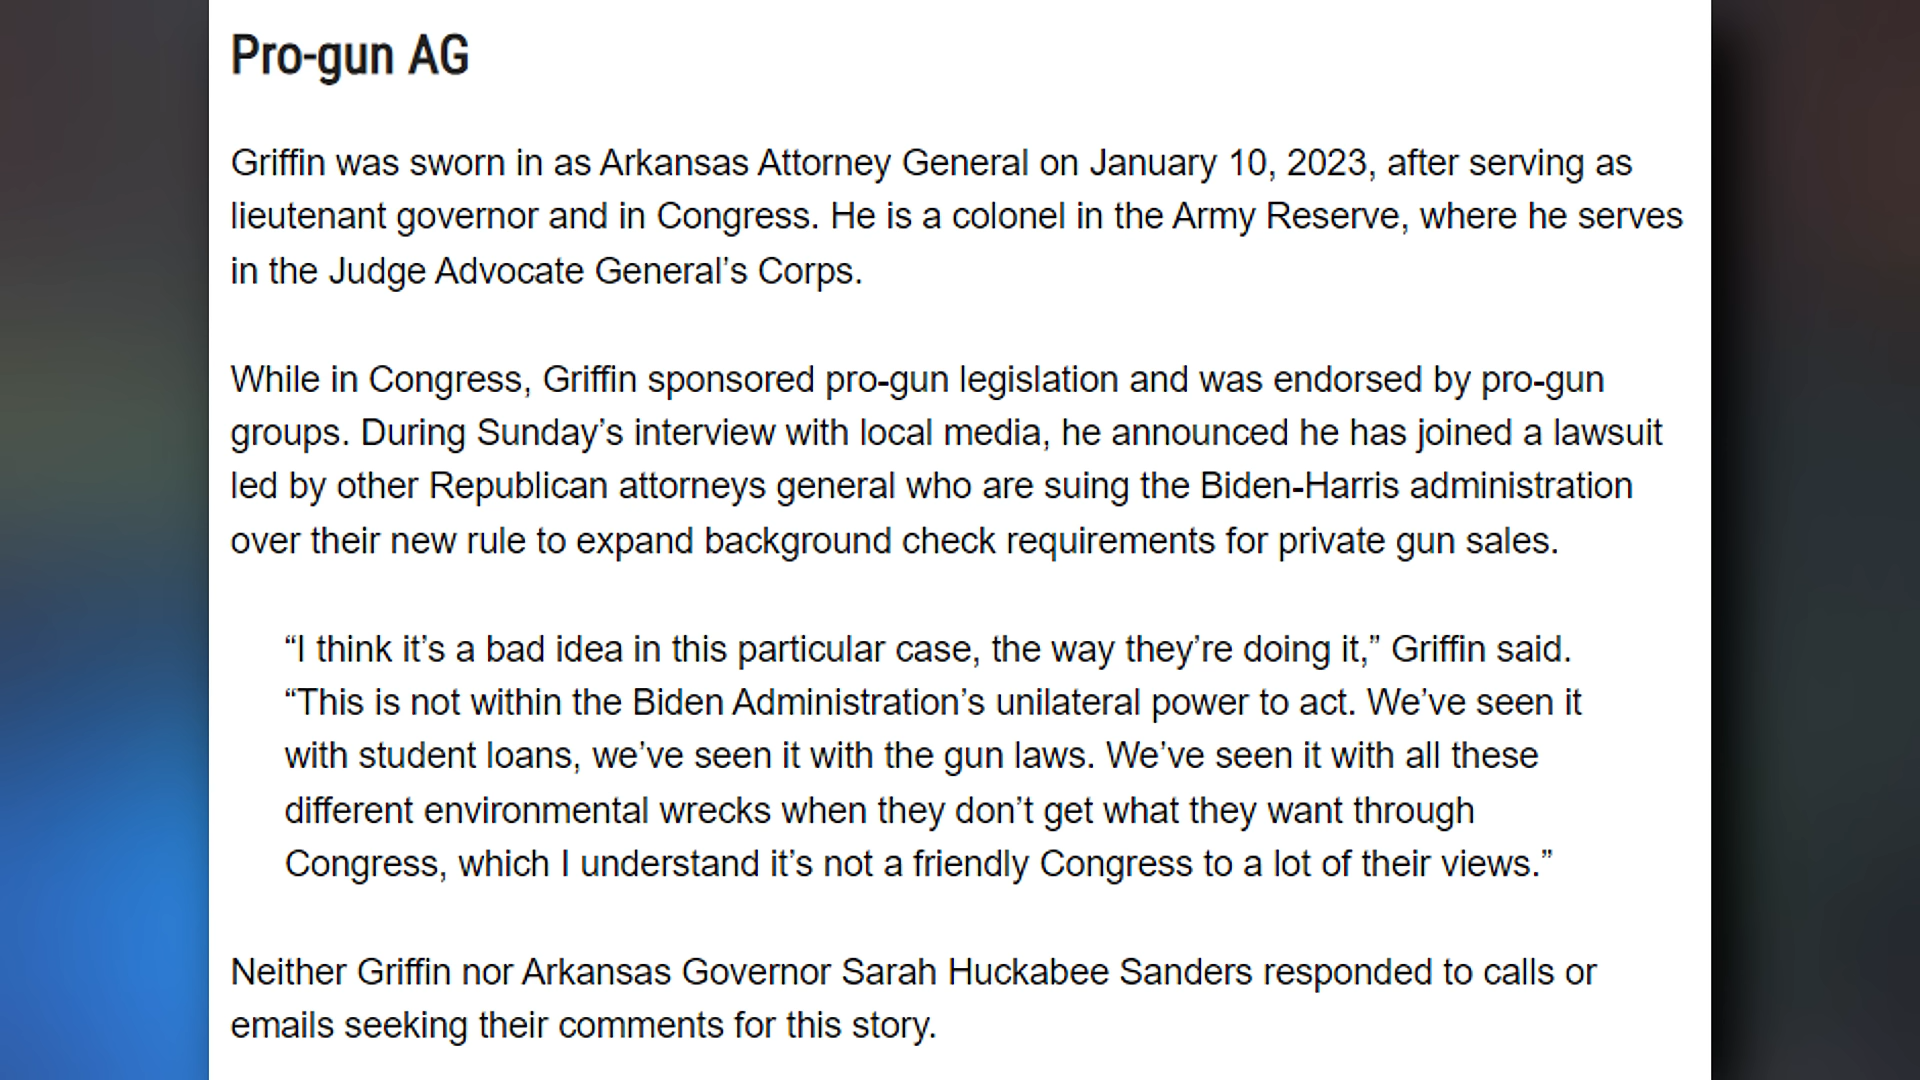 Pro-gun AG
Griffin was sworn in as Arkansas Attorney General on January 10, 2023, after serving as
lieutenant governor and in Congress. He is a colonel in the Army Reserve, where he serves
in the Judge Advocate General’s Corps.
While in Congress, Griffin sponsored pro-gun legislation and was endorsed by pro-gun
groups. During Sunday’s interview with local media, he announced he has joined a lawsuit
led by other Republican attorneys general who are suing the Biden-Harris administration
over their new rule to expand background check requirements for private gun sales.
“I think it’s a bad idea in this particular case, the way they’re doing it,” Griffin said.
“This is not within the Biden Administration’s unilateral power to act. We’ve seen it
with student loans, we’ve seen it with the gun laws. We’ve seen it with all these
different environmental wrecks when they don’t get what they want through
Congress, which I understand it’s not a friendly Congress to a lot of their views.”
Neither Griffin nor Arkansas Governor Sarah Huckabee Sanders responded to calls or
emails seeking their comments for this story.